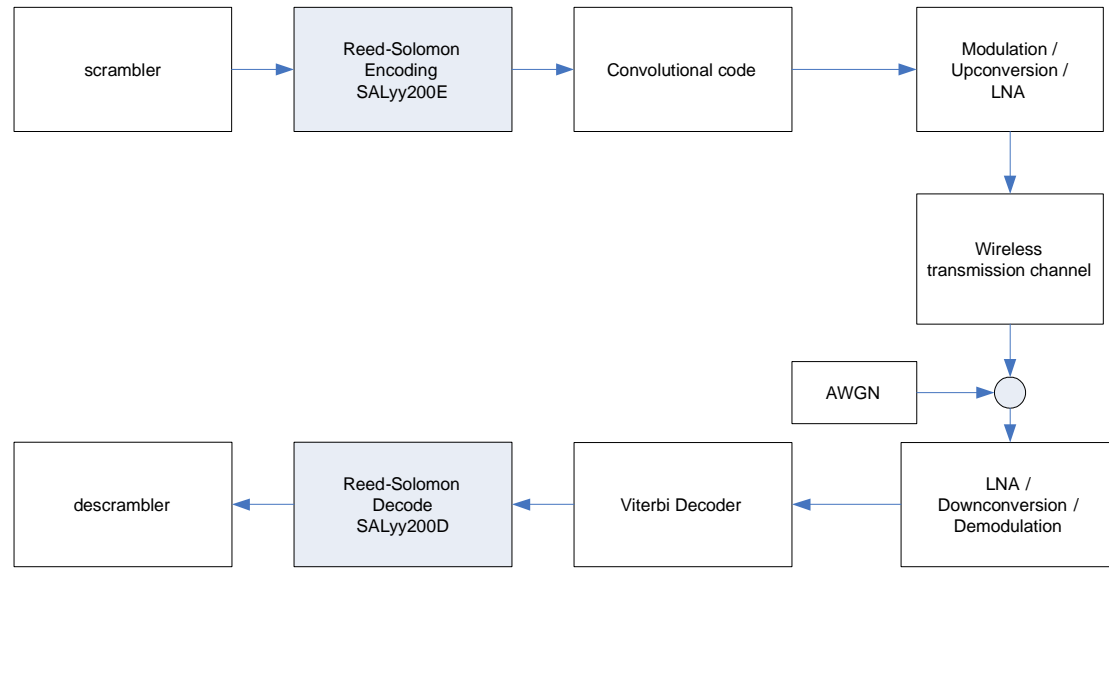 scrambler
Reed-Solomon
Encoding
SALyy200E
Convolutional code
Modulation /
Upconversion /
LNA
Wireless
transmission channel
AWGN
LNA /
Downconversion /
Demodulation
Viterbi Decoder
Reed-Solomon
Decode
SALyy200D
descrambler